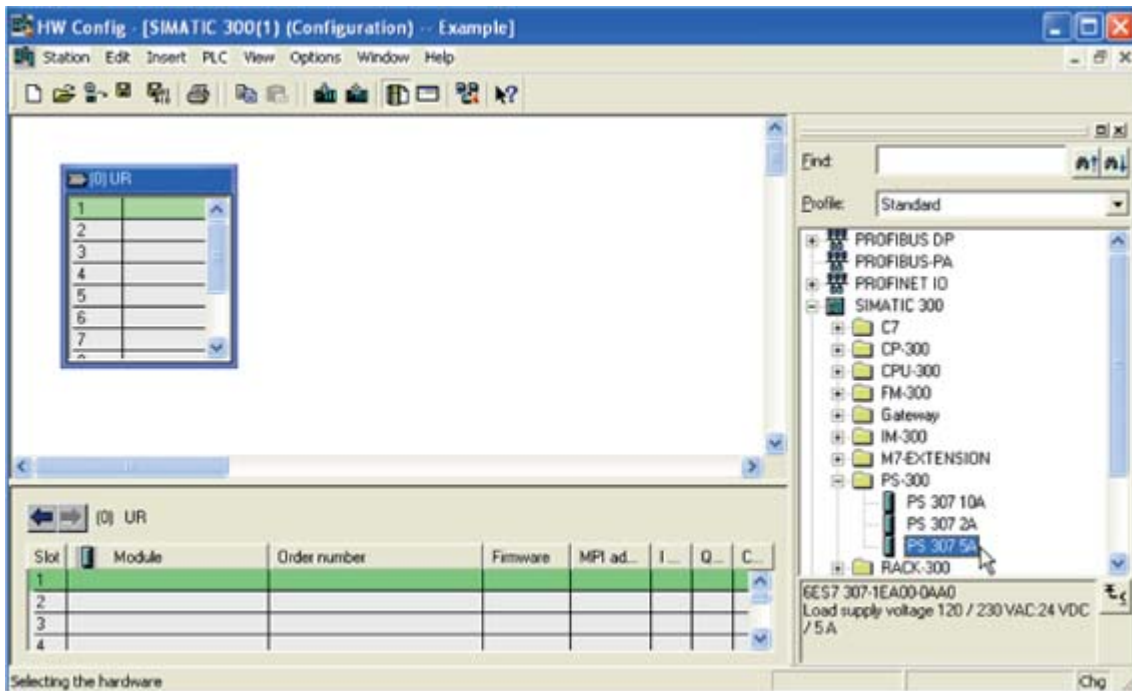 HW Config - [SIMATIC 300(1) (Configuration) -- Example]
Station Edit Insert PLC View Options Window Help
(0) UR
1
2
3
4
5
6
7
Find:
Profile: Standard
PROFIBUS DP
PROFIBUS-PA
PROFINET IO
SIMATIC 300
C7
CP-300
CPU-300
FM-300
Gateway
IM-300
M7-EXTENSION
PS-300
PS 307 10A
PS 307 2A
PS 307 5A
RACK-300
(0) UR
Slot Module Order number Firmware MPI ad... I ... Q... C...
1
2
3
4
6ES7 307-1EA00-0AA0
Load supply voltage 120 / 230 VAC:24 VDC
/ 5 A
Selecting the hardware
Chg